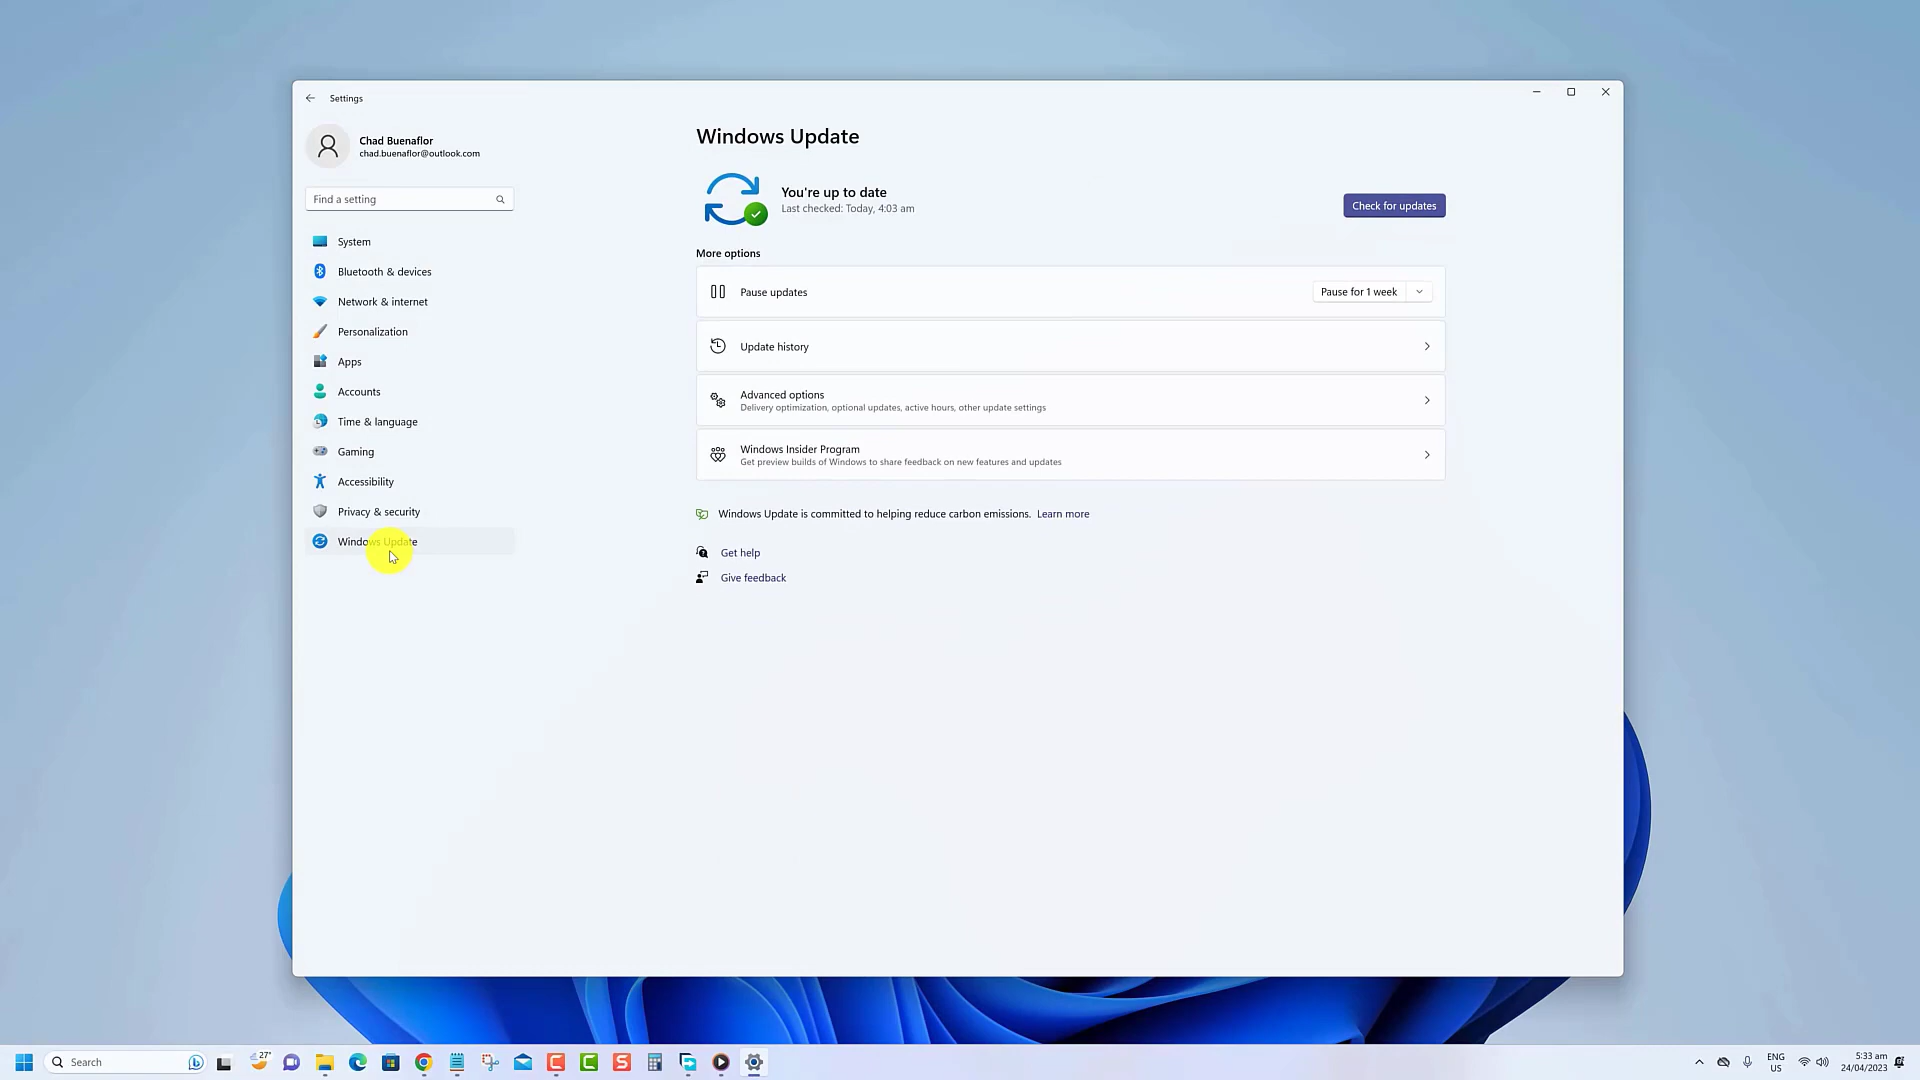 Settings
Chad Buenaflor
chad.buenaflor@outlook.com
Find a setting
System
Bluetooth & devices
Network & internet
Personalization
Apps
Accounts
Time & language
Gaming
Accessibility
Privacy & security
Windows Update
Windows Update
You're up to date
Last checked: Today, 4:03 am
Check for updates
More options
Pause updates
Pause for 1 week
Update history
Advanced options
Delivery optimization, optional updates, active hours, other update settings
Windows Insider Program
Get preview builds of Windows to share feedback on new features and updates
Windows Update is committed to helping reduce carbon emissions. Learn more
Get help
Give feedback
Search
27°
ENG
US
5:33 am
24/04/2023